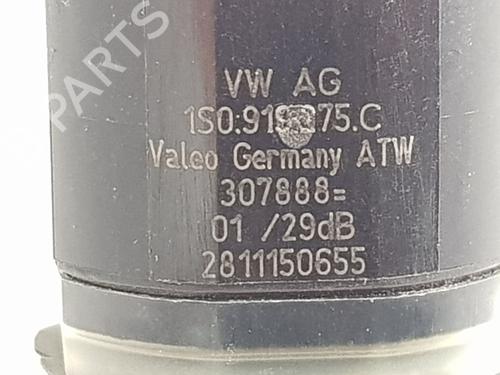 PARTS
VW AG
Valeo Germany ATW
307888=
01 /29dB
2811150655